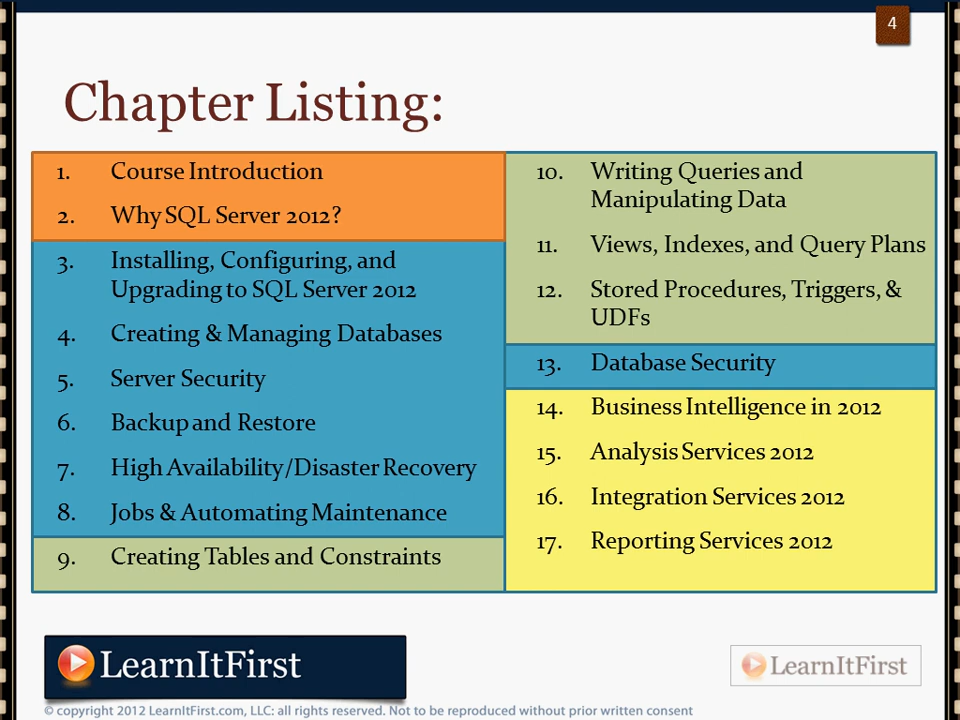 4
Chapter Listing:
1. Course Introduction
2. Why SQL Server 2012?
3. Installing, Configuring, and
Upgrading to SQL Server 2012
4. Creating & Managing Databases
5. Server Security
6. Backup and Restore
7. High Availability/Disaster Recovery
8. Jobs & Automating Maintenance
9. Creating Tables and Constraints
10. Writing Queries and
Manipulating Data
11. Views, Indexes, and Query Plans
12. Stored Procedures, Triggers, &
UDFs
13. Database Security
14. Business Intelligence in 2012
15. Analysis Services 2012
16. Integration Services 2012
17. Reporting Services 2012
LearnItFirst
LearnItFirst
© copyright 2012 LearnItFirst.com, LLC: all rights reserved. Not to be reproduced without prior written consent